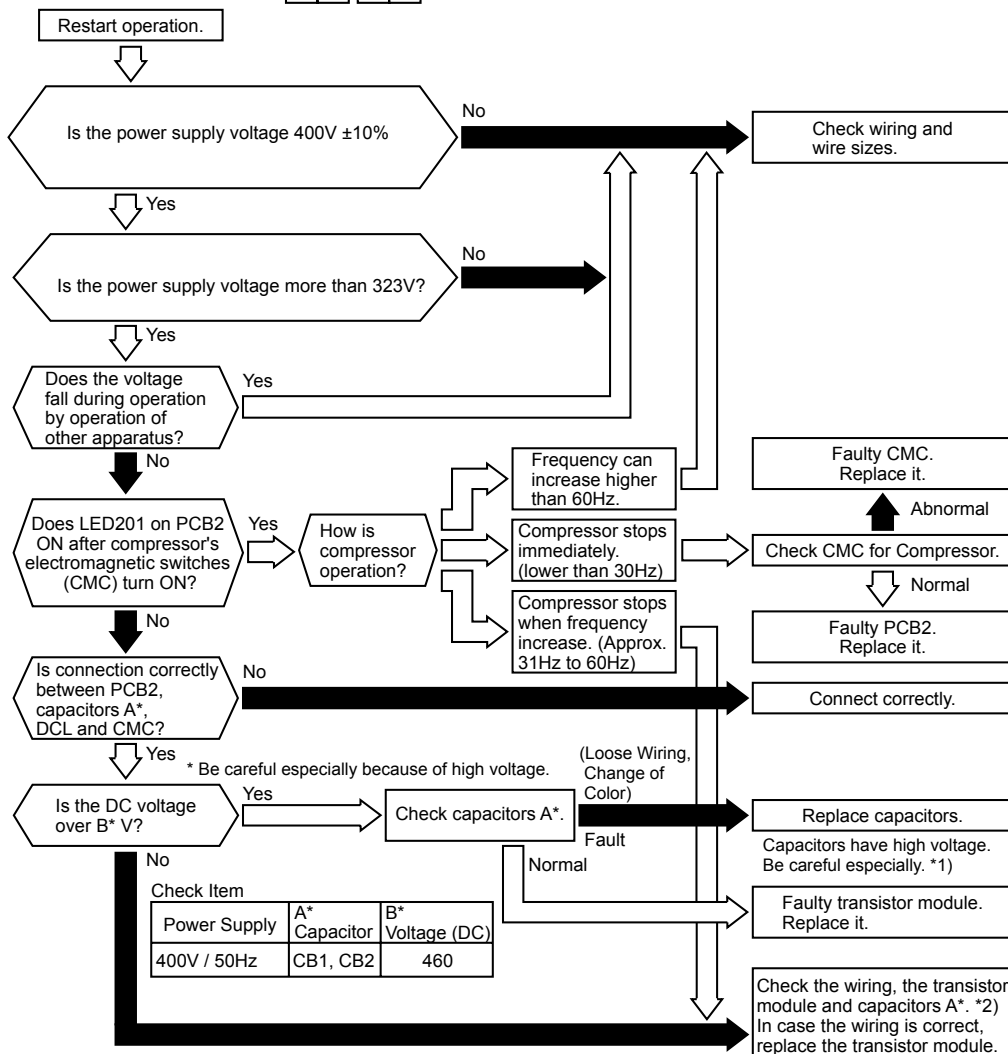 Restart operation.
Is the power supply voltage 400V ±10%
No
Check wiring and
wire sizes.
Yes
Is the power supply voltage more than 323V?
No
Yes
Does the voltage
fall during operation
by operation of
other apparatus?
Yes
No
Does LED201 on PCB2
ON after compressor's
electromagnetic switches
(CMC) turn ON?
Yes
How is
compressor
operation?
Frequency can
increase higher
than 60Hz.
Compressor stops
immediately.
(lower than 30Hz)
Compressor stops
when frequency
increase. (Approx.
31Hz to 60Hz)
Faulty CMC.
Replace it.
Abnormal
Check CMC for Compressor.
Normal
Faulty PCB2.
Replace it.
No
Is connection correctly
between PCB2,
capacitors A*,
DCL and CMC?
No
Connect correctly.
Yes
* Be careful especially because of high voltage.
Is the DC voltage
over B* V?
Yes
Check capacitors A*.
(Loose Wiring,
Change of
Color)
Fault
Replace capacitors.
Capacitors have high voltage.
Be careful especially. *1)
Normal
Faulty transistor module.
Replace it.
No
Check Item
Power Supply
A*
Capacitor
B*
Voltage (DC)
400V / 50Hz
CB1, CB2
460
Check the wiring, the transistor
module and capacitors A*. *2)
In case the wiring is correct,
replace the transistor module.